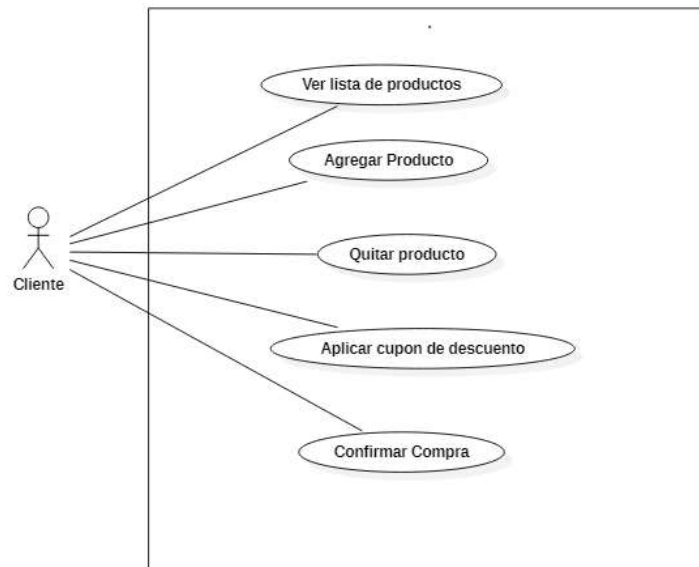 Ver lista de productos
Agregar Producto
Quitar producto
Cliente
Aplicar cupon de descuento
Confirmar Compra